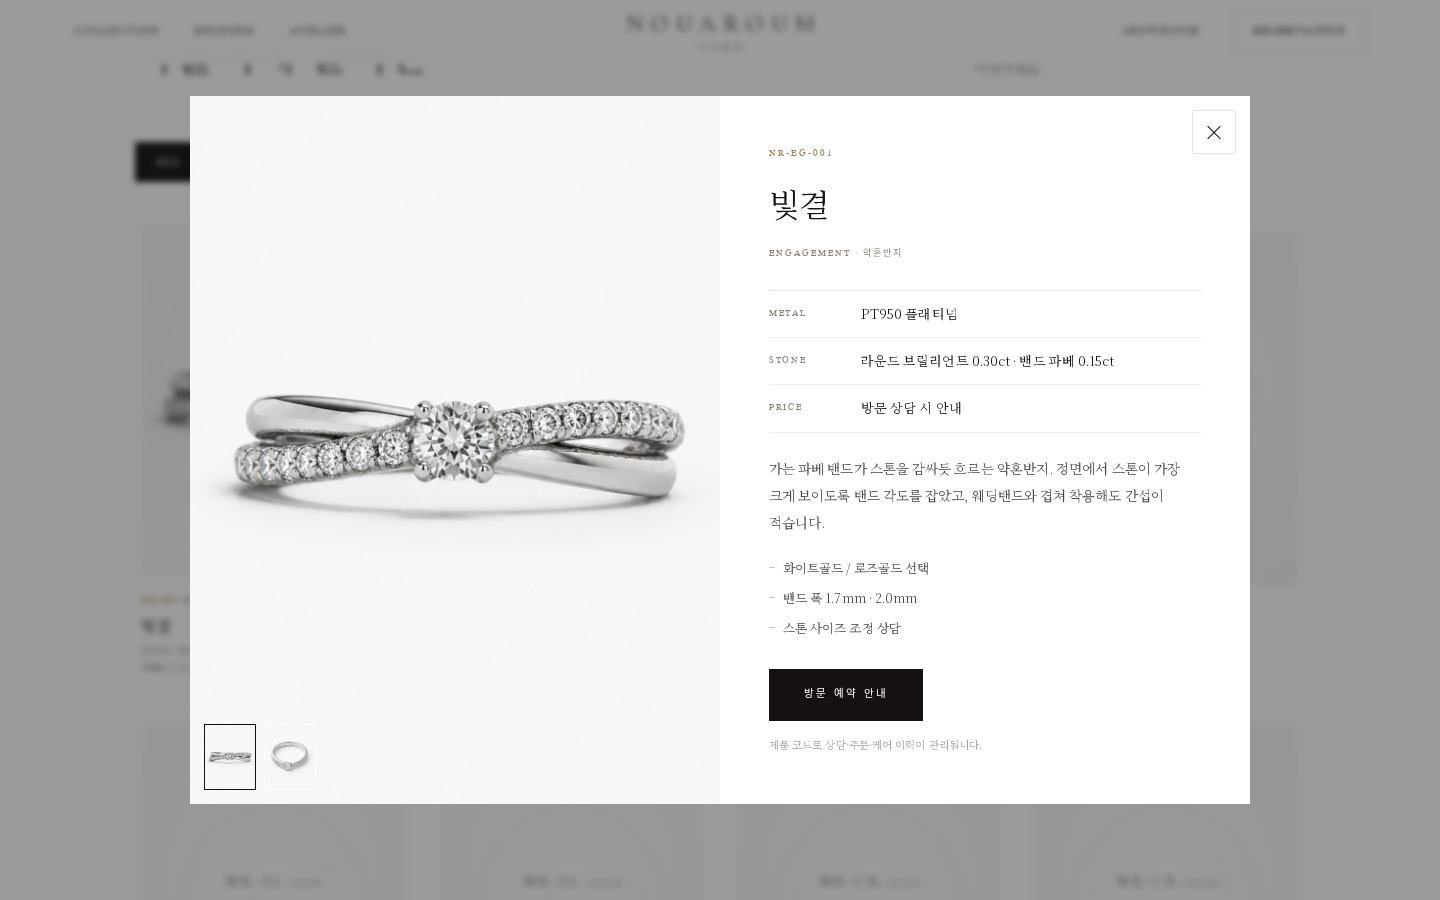 COLLECTION
BESPOKE
ATELIER
NOUAROUM
SHOWROOM
RESERVATION
ALL
NR-EG-001
빛결
ENGAGEMENT · 약혼반지
METAL PT950 플래티넘
STONE 라운드 브릴리언트 0.30ct · 밴드 파베 0.15ct
PRICE 방문 상담 시 안내
가는 파베 밴드가 스톤을 감싸듯 흐르는 약혼반지. 정면에서 스톤이 가장
크게 보이도록 밴드 각도를 잡았고, 웨딩밴드와 겹쳐 착용해도 간섭이
적습니다.
– 화이트골드 / 로즈골드 선택
– 밴드 폭 1.7mm · 2.0mm
– 스톤 사이즈 조정 상담
방문 예약 안내
제품 코드로 상담·주문·케어 이력이 관리됩니다.